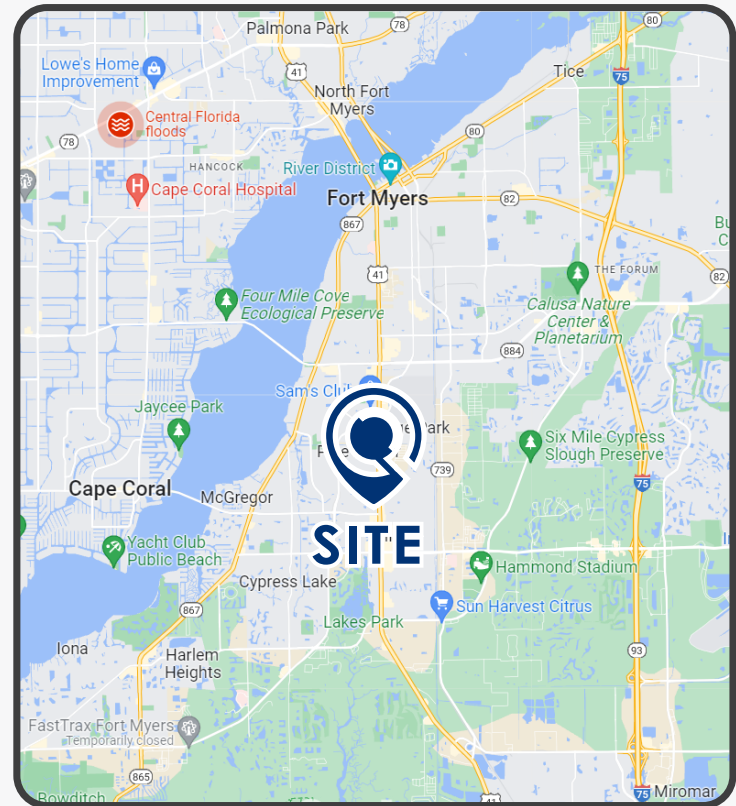 Palmona Park
78
80
Lowe's Home
Improvement
41
Tice
75
North Fort
Myers
Central Florida
floods
78
80
HANCOCK
River District
H
Cape Coral Hospital
Fort Myers
82
867
41
THE FORUM
82
Four Mile Cove
Ecological Preserve
Calusa Nature
Center &
Planetarium
884
Sam's Club
Jaycee Park
Park
Six Mile Cypress
Slough Preserve
739
75
Cape Coral
McGregor
SITE
Yacht Club
Public Beach
Hammond Stadium
Cypress Lake
867
Sun Harvest Citrus
Lakes Park
Iona
Harlem
Heights
93
FastTrax Fort Myers
Temporarily closed
865
75
Miromar
41
Bowditch